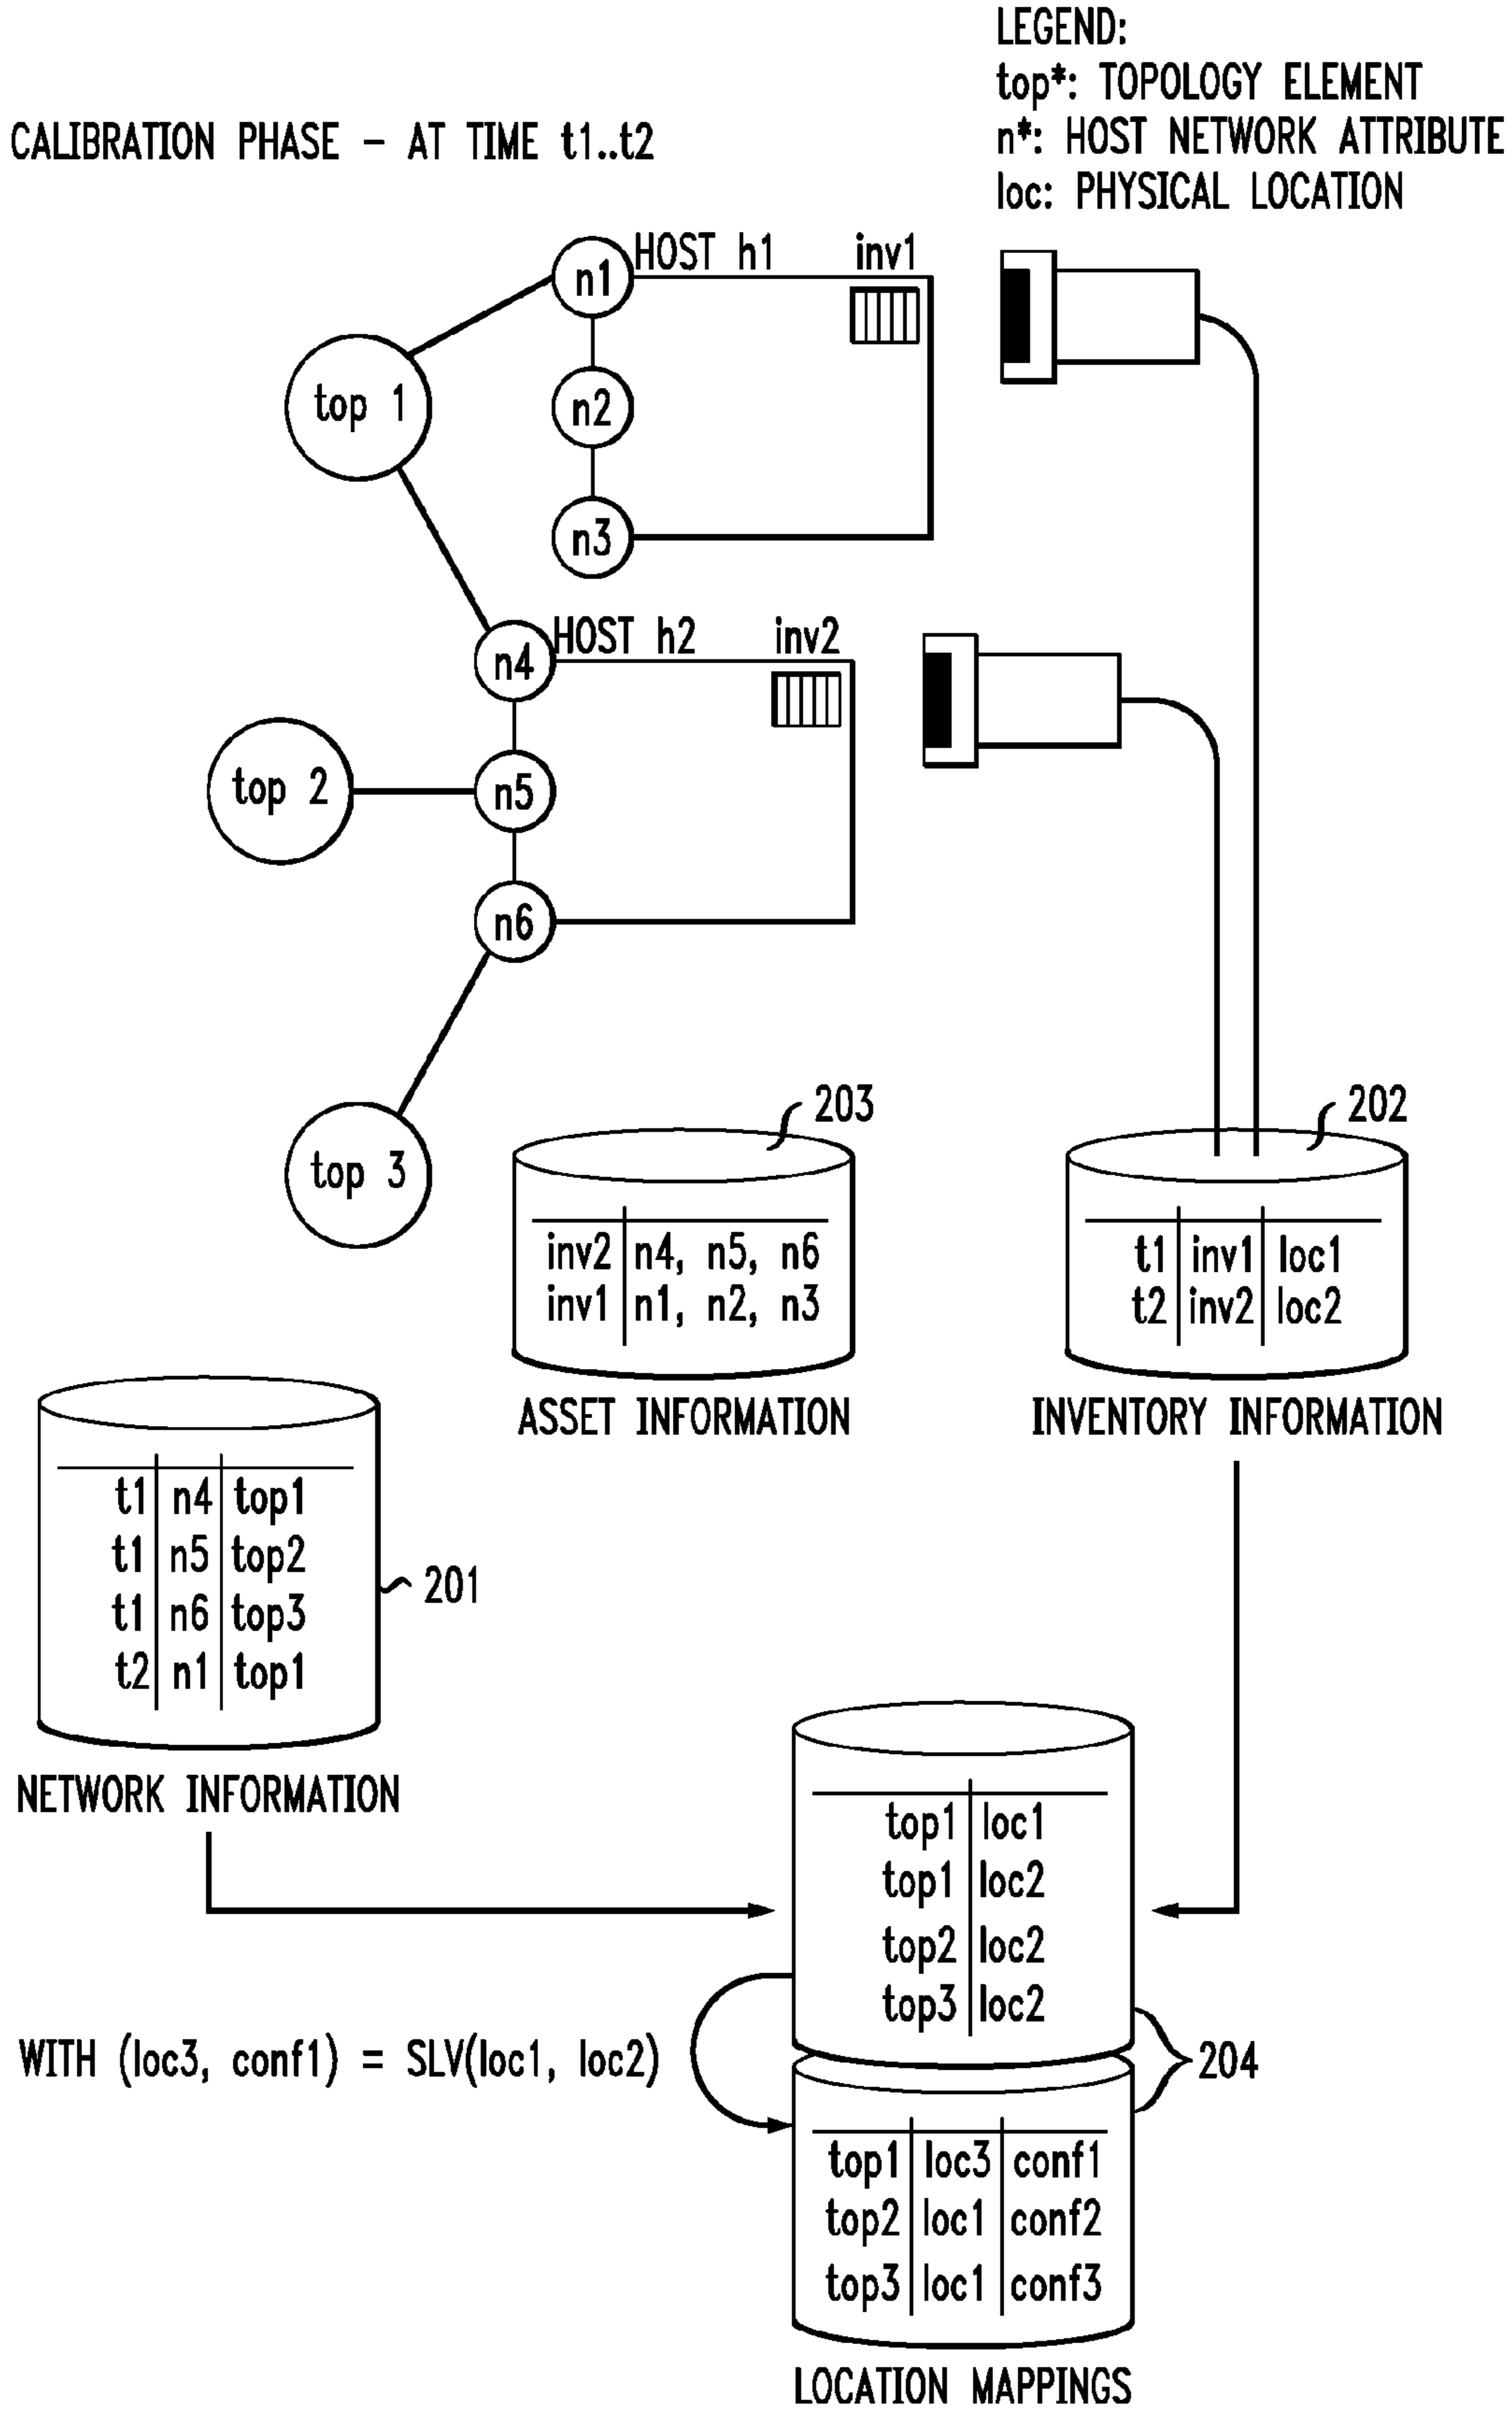 LEGEND:
top*: TOPOLOGY ELEMENT
n*: HOST NETWORK ATTRIBUTE
loc: PHYSICAL LOCATION
CALIBRATION PHASE - AT TIME t1..t2
n1
HOST h1
inv1
top 1
n2
n3
n4
HOST h2
inv2
top 2
n5
n6
top 3
203
inv2 n4, n5, n6
inv1 n1, n2, n3
ASSET INFORMATION
202
t1 inv1 loc1
t2 inv2 loc2
INVENTORY INFORMATION
t1 n4 top1
t1 n5 top2
t1 n6 top3
t2 n1 top1
201
NETWORK INFORMATION
top1 loc1
top1 loc2
top2 loc2
top3 loc2
WITH (loc3, conf1) = SLV(loc1, loc2)
204
top1 loc3 conf1
top2 loc1 conf2
top3 loc1 conf3
LOCATION MAPPINGS